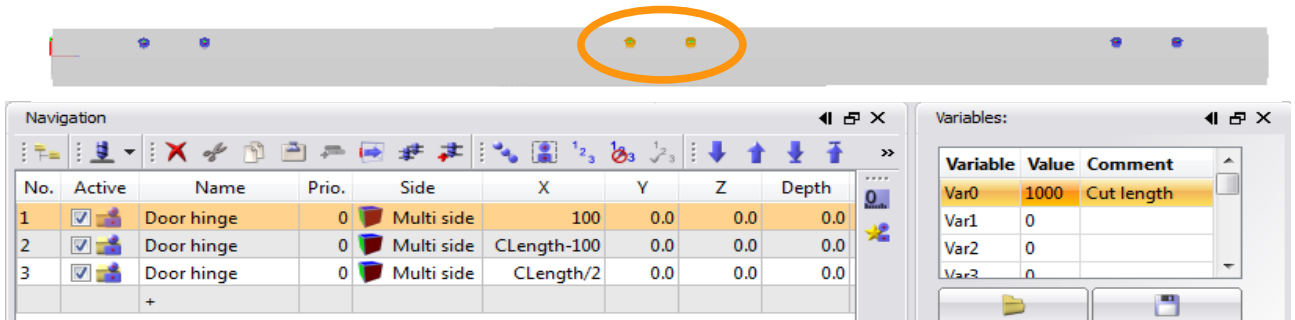 Navigation
Variables:
No. Active Name Prio. Side X Y Z Depth
1 Door hinge 0 Multi side 100 0.0 0.0 0.0
2 Door hinge 0 Multi side CLength-100 0.0 0.0 0.0
3 Door hinge 0 Multi side CLength/2 0.0 0.0 0.0
+
Variable Value Comment
Var0 1000 Cut length
Var1 0
Var2 0
Var3 0